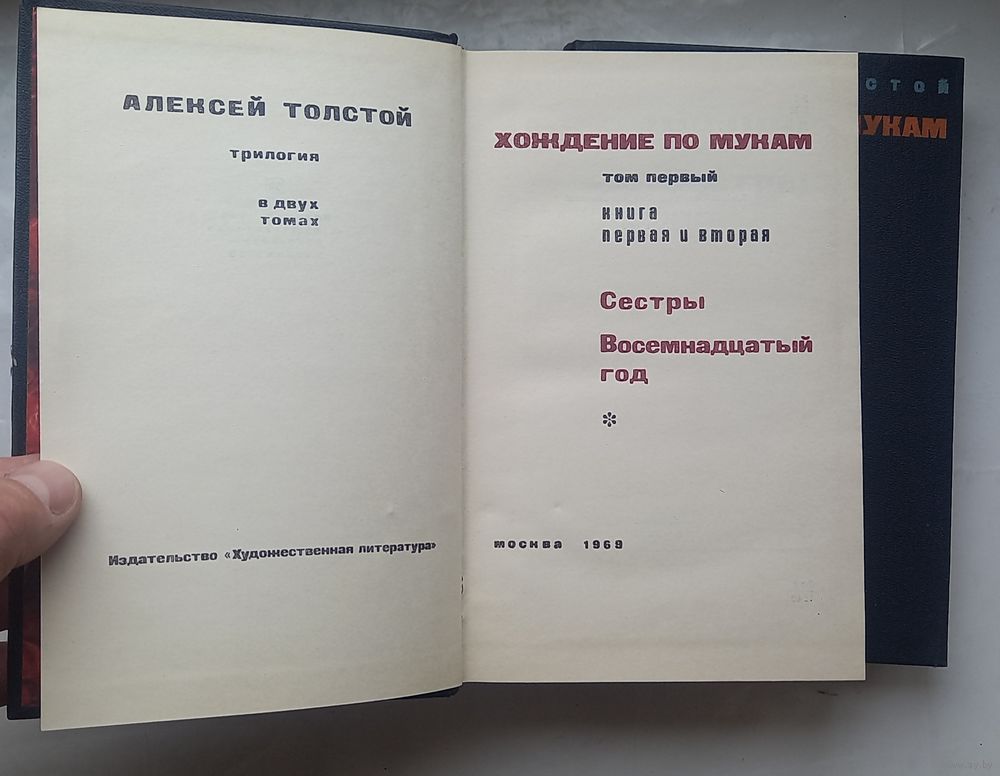 АЛЕКСЕЙ ТОЛСТОЙ
трилогия
в двух
томах
Издательство «Художественная литература»
ХОЖДЕНИЕ ПО МУКАМ
том первый
книга
первая и вторая
Сестры
Восемнадцатый
год
*
москва 1969
СТОЙ
УКАМ